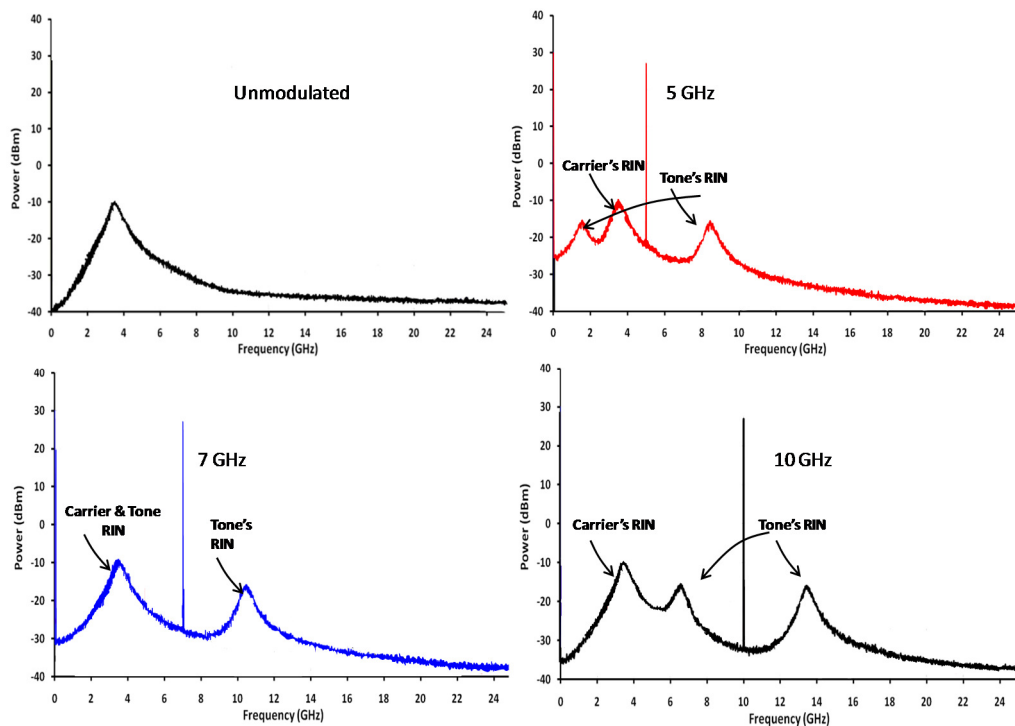 40
30
20
10
0
-10
-20
-30
-40
Power (dBm)
Unmodulated
0 2 4 6 8 10 12 14 16 18 20 22 24
Frequency (GHz)
40
30
20
10
0
-10
-20
-30
-40
Power (dBm)
5 GHz
Carrier's RIN
Tone's RIN
0 2 4 6 8 10 12 14 16 18 20 22 24
Frequency (GHz)
40
30
20
10
0
-10
-20
-30
-40
Power (dBm)
7 GHz
Carrier & Tone
RIN
Tone's
RIN
0 2 4 6 8 10 12 14 16 18 20 22 24
Frequency (GHz)
40
30
20
10
0
-10
-20
-30
-40
Power (dBm)
10 GHz
Carrier's RIN
Tone's RIN
0 2 4 6 8 10 12 14 16 18 20 22 24
Frequency (GHz)